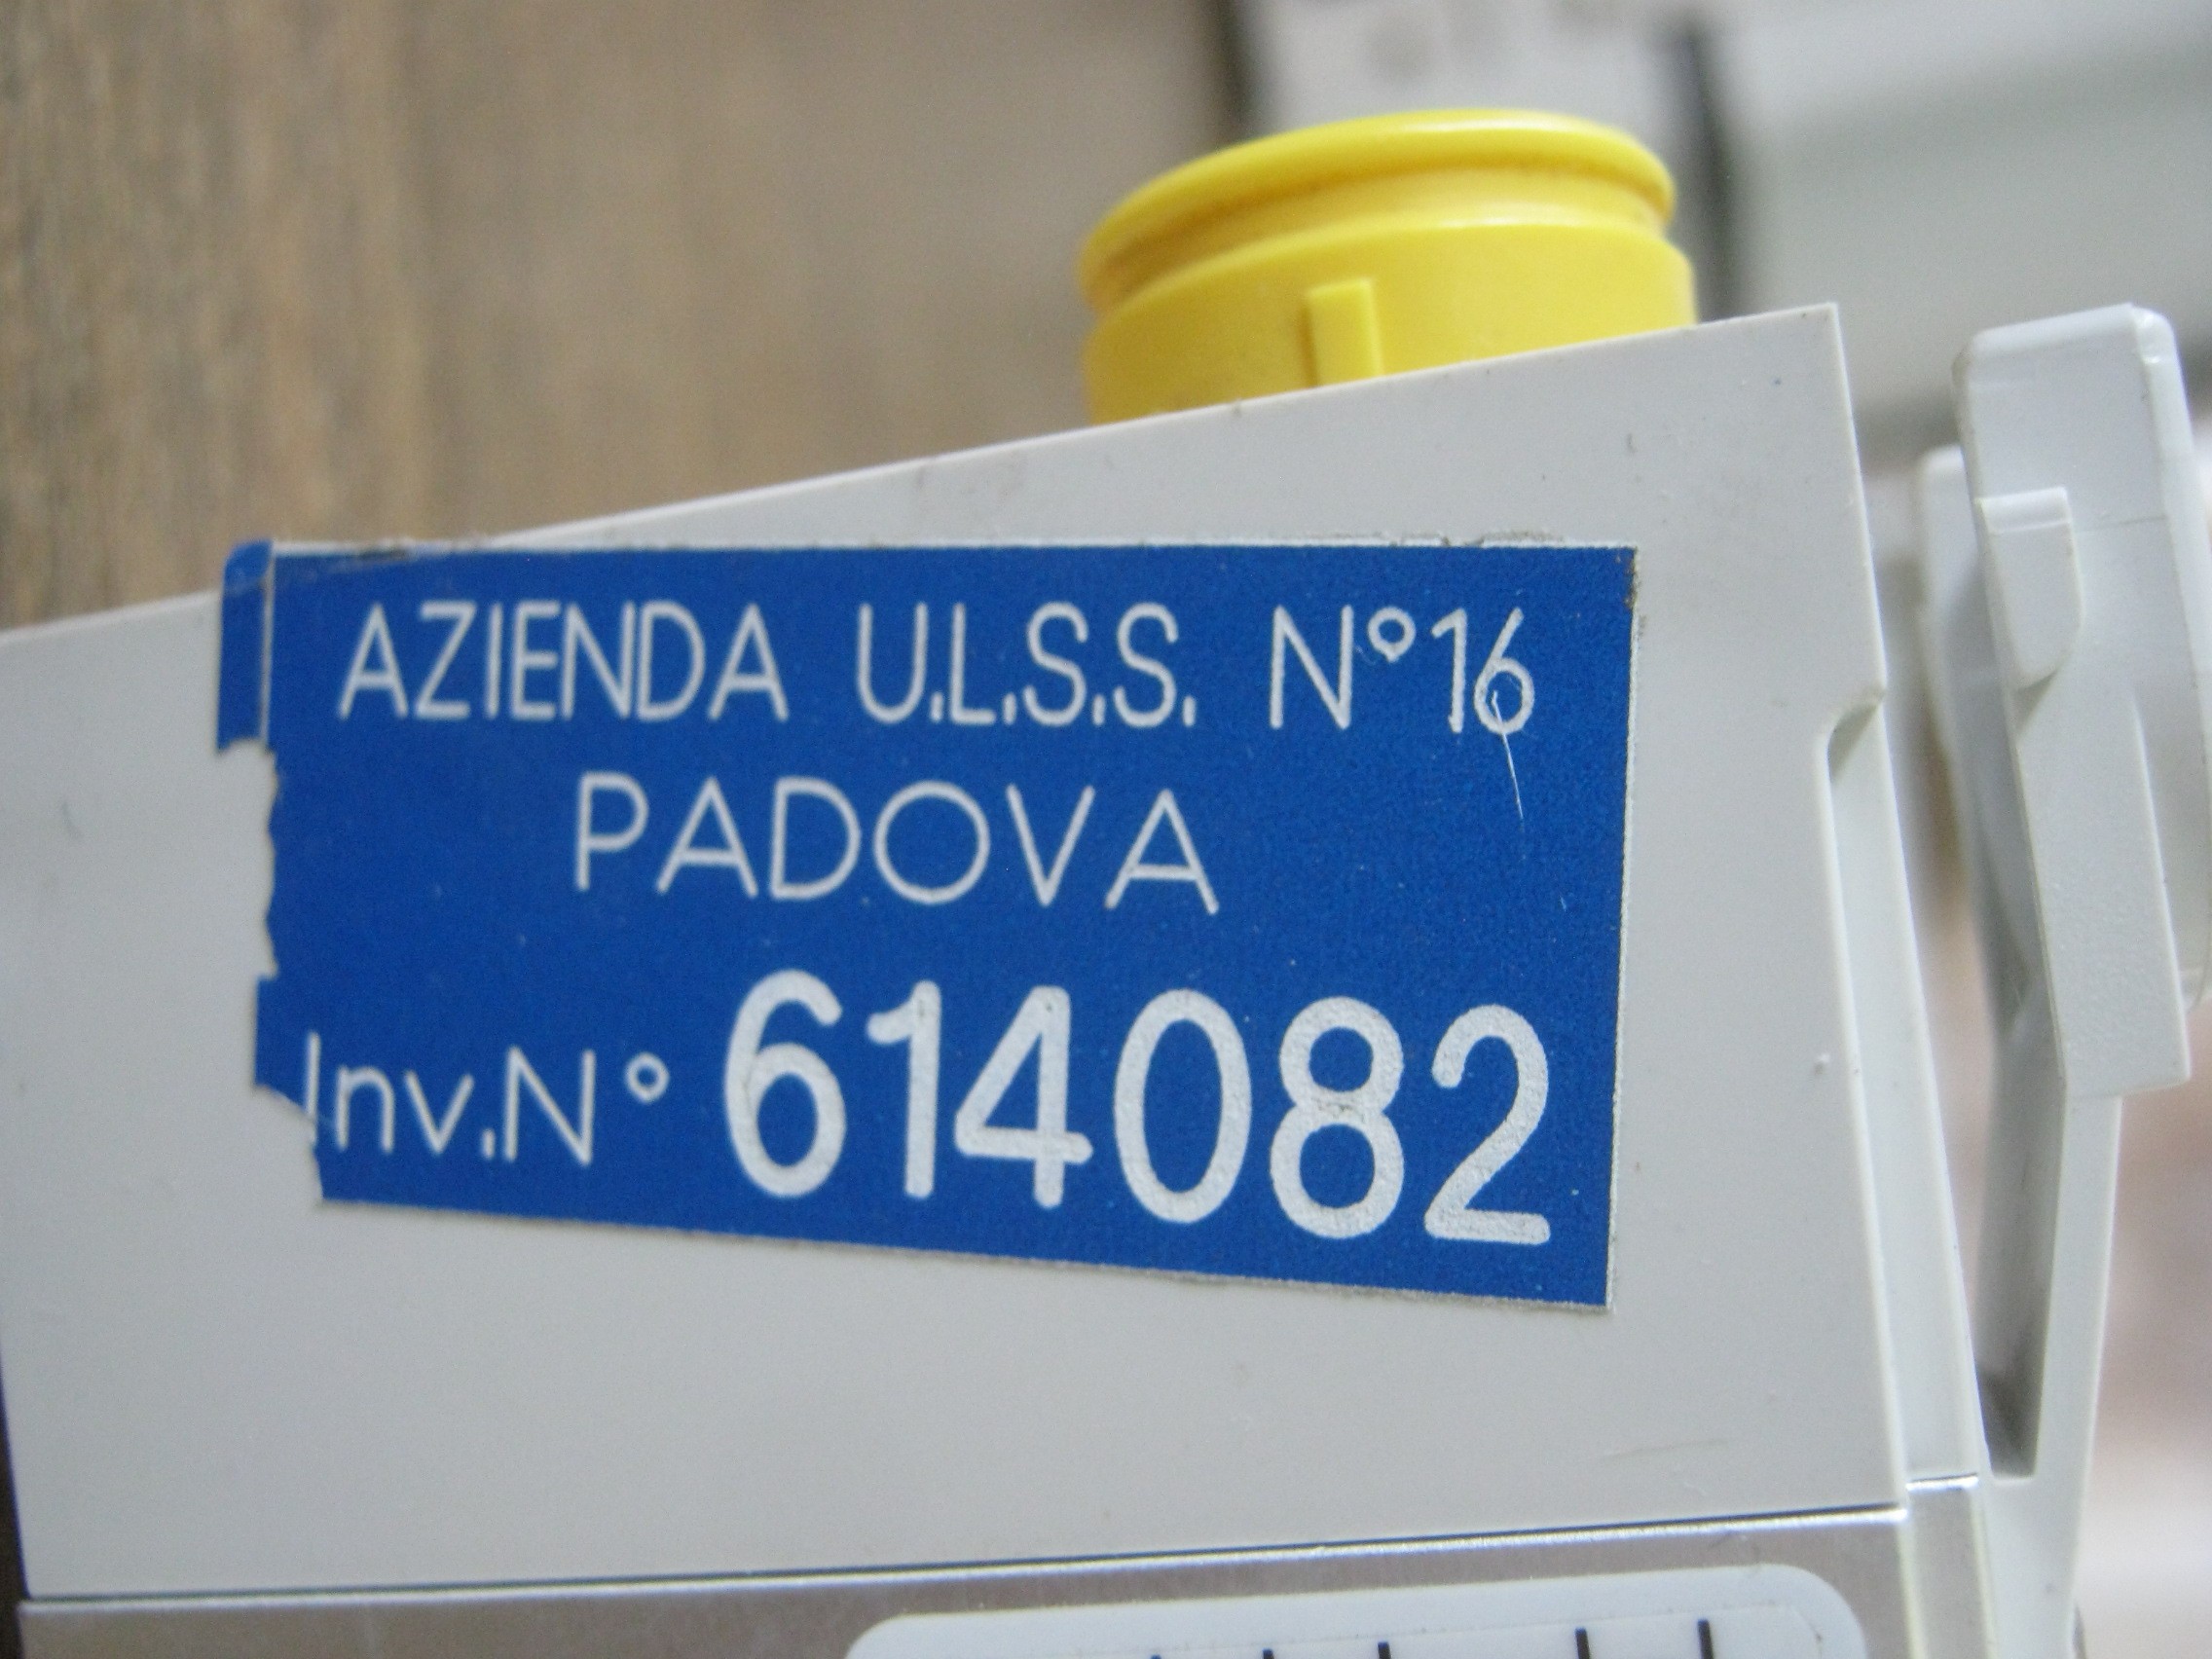 AZIENDA U.L.S.S. N°16
PADOVA
Inv.N° 614082